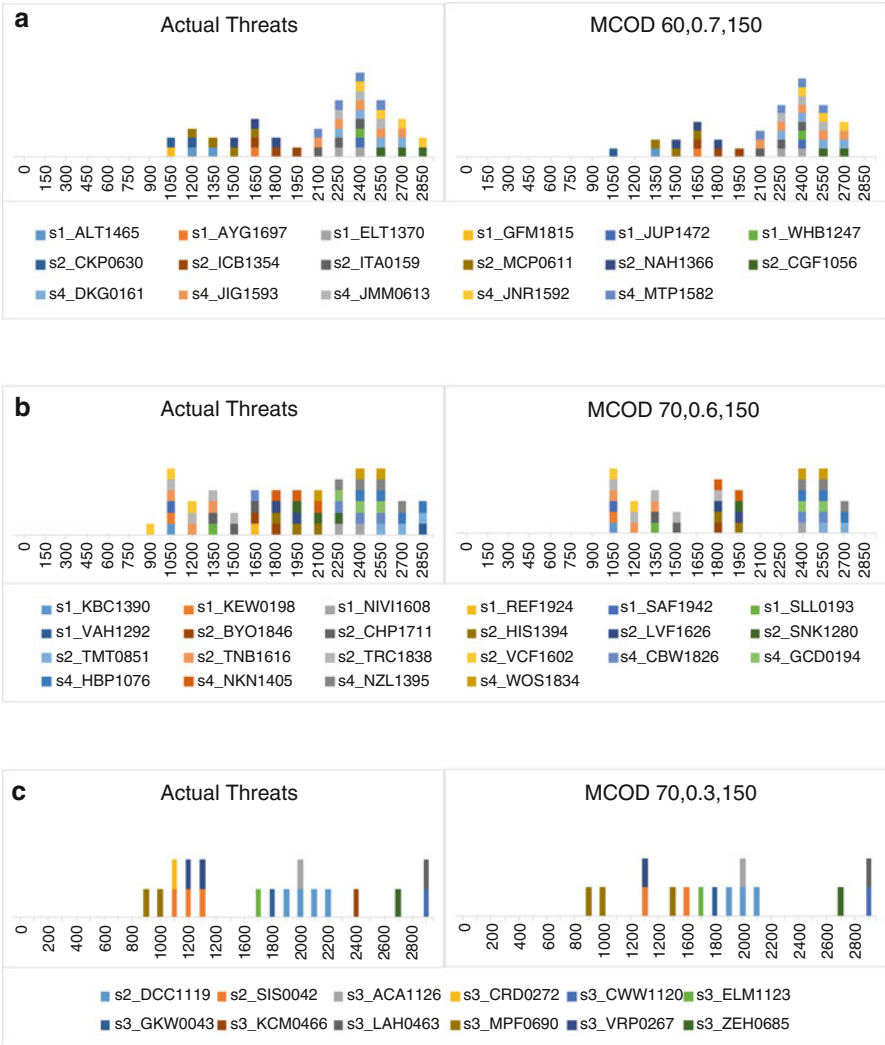 a
Actual Threats
MCOD 60,0.7,150
0 150 300 450 600 750 900 1050 1200 1350 1500 1650 1800 1950 2100 2250 2400 2550 2700 2850
0 150 300 450 600 750 900 1050 1200 1350 1500 1650 1800 1950 2100 2250 2400 2550 2700 2850
s1_ALT1465 s1_AYG1697 s1_ELT1370 s1_GFM1815 s1_JUP1472 s1_WHB1247
s2_CKP0630 s2_ICB1354 s2_ITA0159 s2_MCP0611 s2_NAH1366 s2_CGF1056
s4_DKG0161 s4_JIG1593 s4_JMM0613 s4_JNR1592 s4_MTP1582
b
Actual Threats
MCOD 70,0.6,150
0 150 300 450 600 750 900 1050 1200 1350 1500 1650 1800 1950 2100 2250 2400 2550 2700 2850
0 150 300 450 600 750 900 1050 1200 1350 1500 1650 1800 1950 2100 2250 2400 2550 2700 2850
s1_KBC1390 s1_KEW0198 s1_NIVI1608 s1_REF1924 s1_SAF1942 s1_SLL0193
s1_VAH1292 s2_BYO1846 s2_CHP1711 s2_HIS1394 s2_LVF1626 s2_SNK1280
s2_TMT0851 s2_TNB1616 s2_TRC1838 s2_VCF1602 s4_CBW1826 s4_GCD0194
s4_HBP1076 s4_NKN1405 s4_NZL1395 s4_WOS1834
c
Actual Threats
MCOD 70,0.3,150
0 200 400 600 800 1000 1200 1400 1600 1800 2000 2200 2400 2600 2800
0 200 400 600 800 1000 1200 1400 1600 1800 2000 2200 2400 2600 2800
s2_DCC1119 s2_SIS0042 s3_ACA1126 s3_CRD0272 s3_CWW1120 s3_ELM1123
s3_GKW0043 s3_KCM0466 s3_LAH0463 s3_MPF0690 s3_VRP0267 s3_ZEH0685